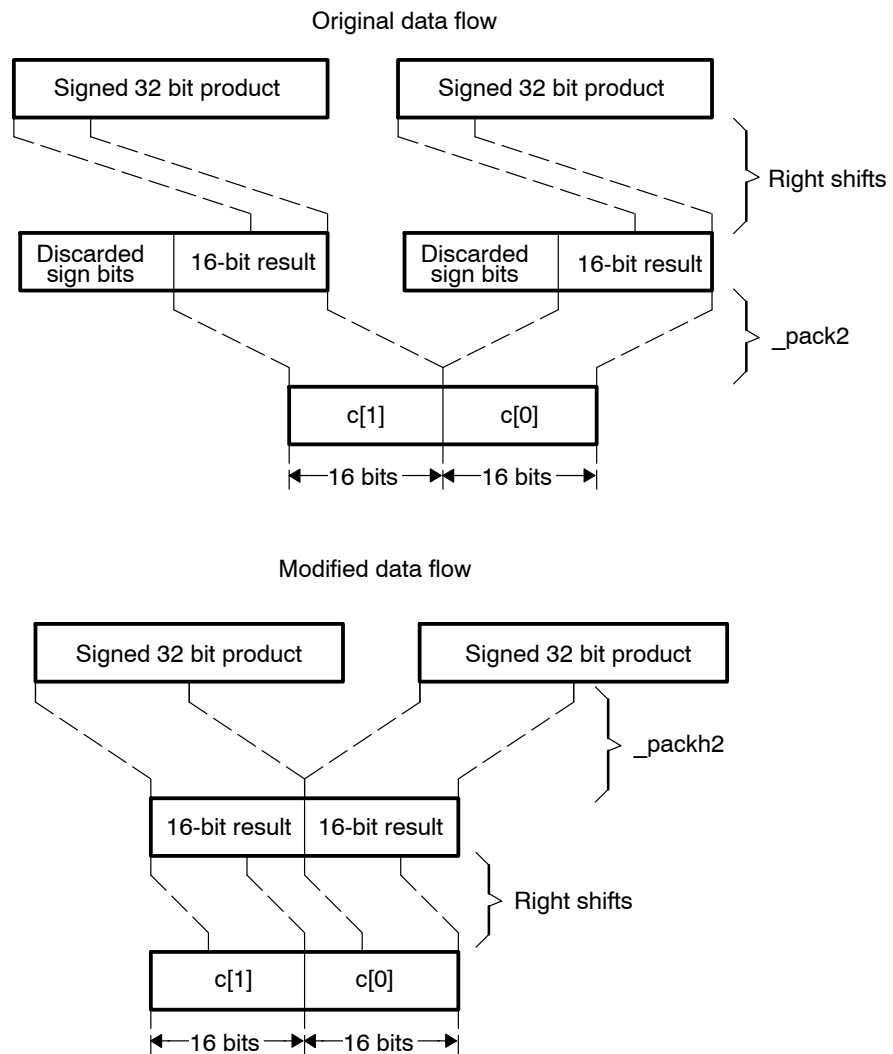 Original data flow
Signed 32 bit product
Signed 32 bit product
Right shifts
Discarded
sign bits
16-bit result
Discarded
sign bits
16-bit result
_pack2
c[1]
c[0]
16 bits
16 bits
Modified data flow
Signed 32 bit product
Signed 32 bit product
_packh2
16-bit result
16-bit result
Right shifts
c[1]
c[0]
16 bits
16 bits